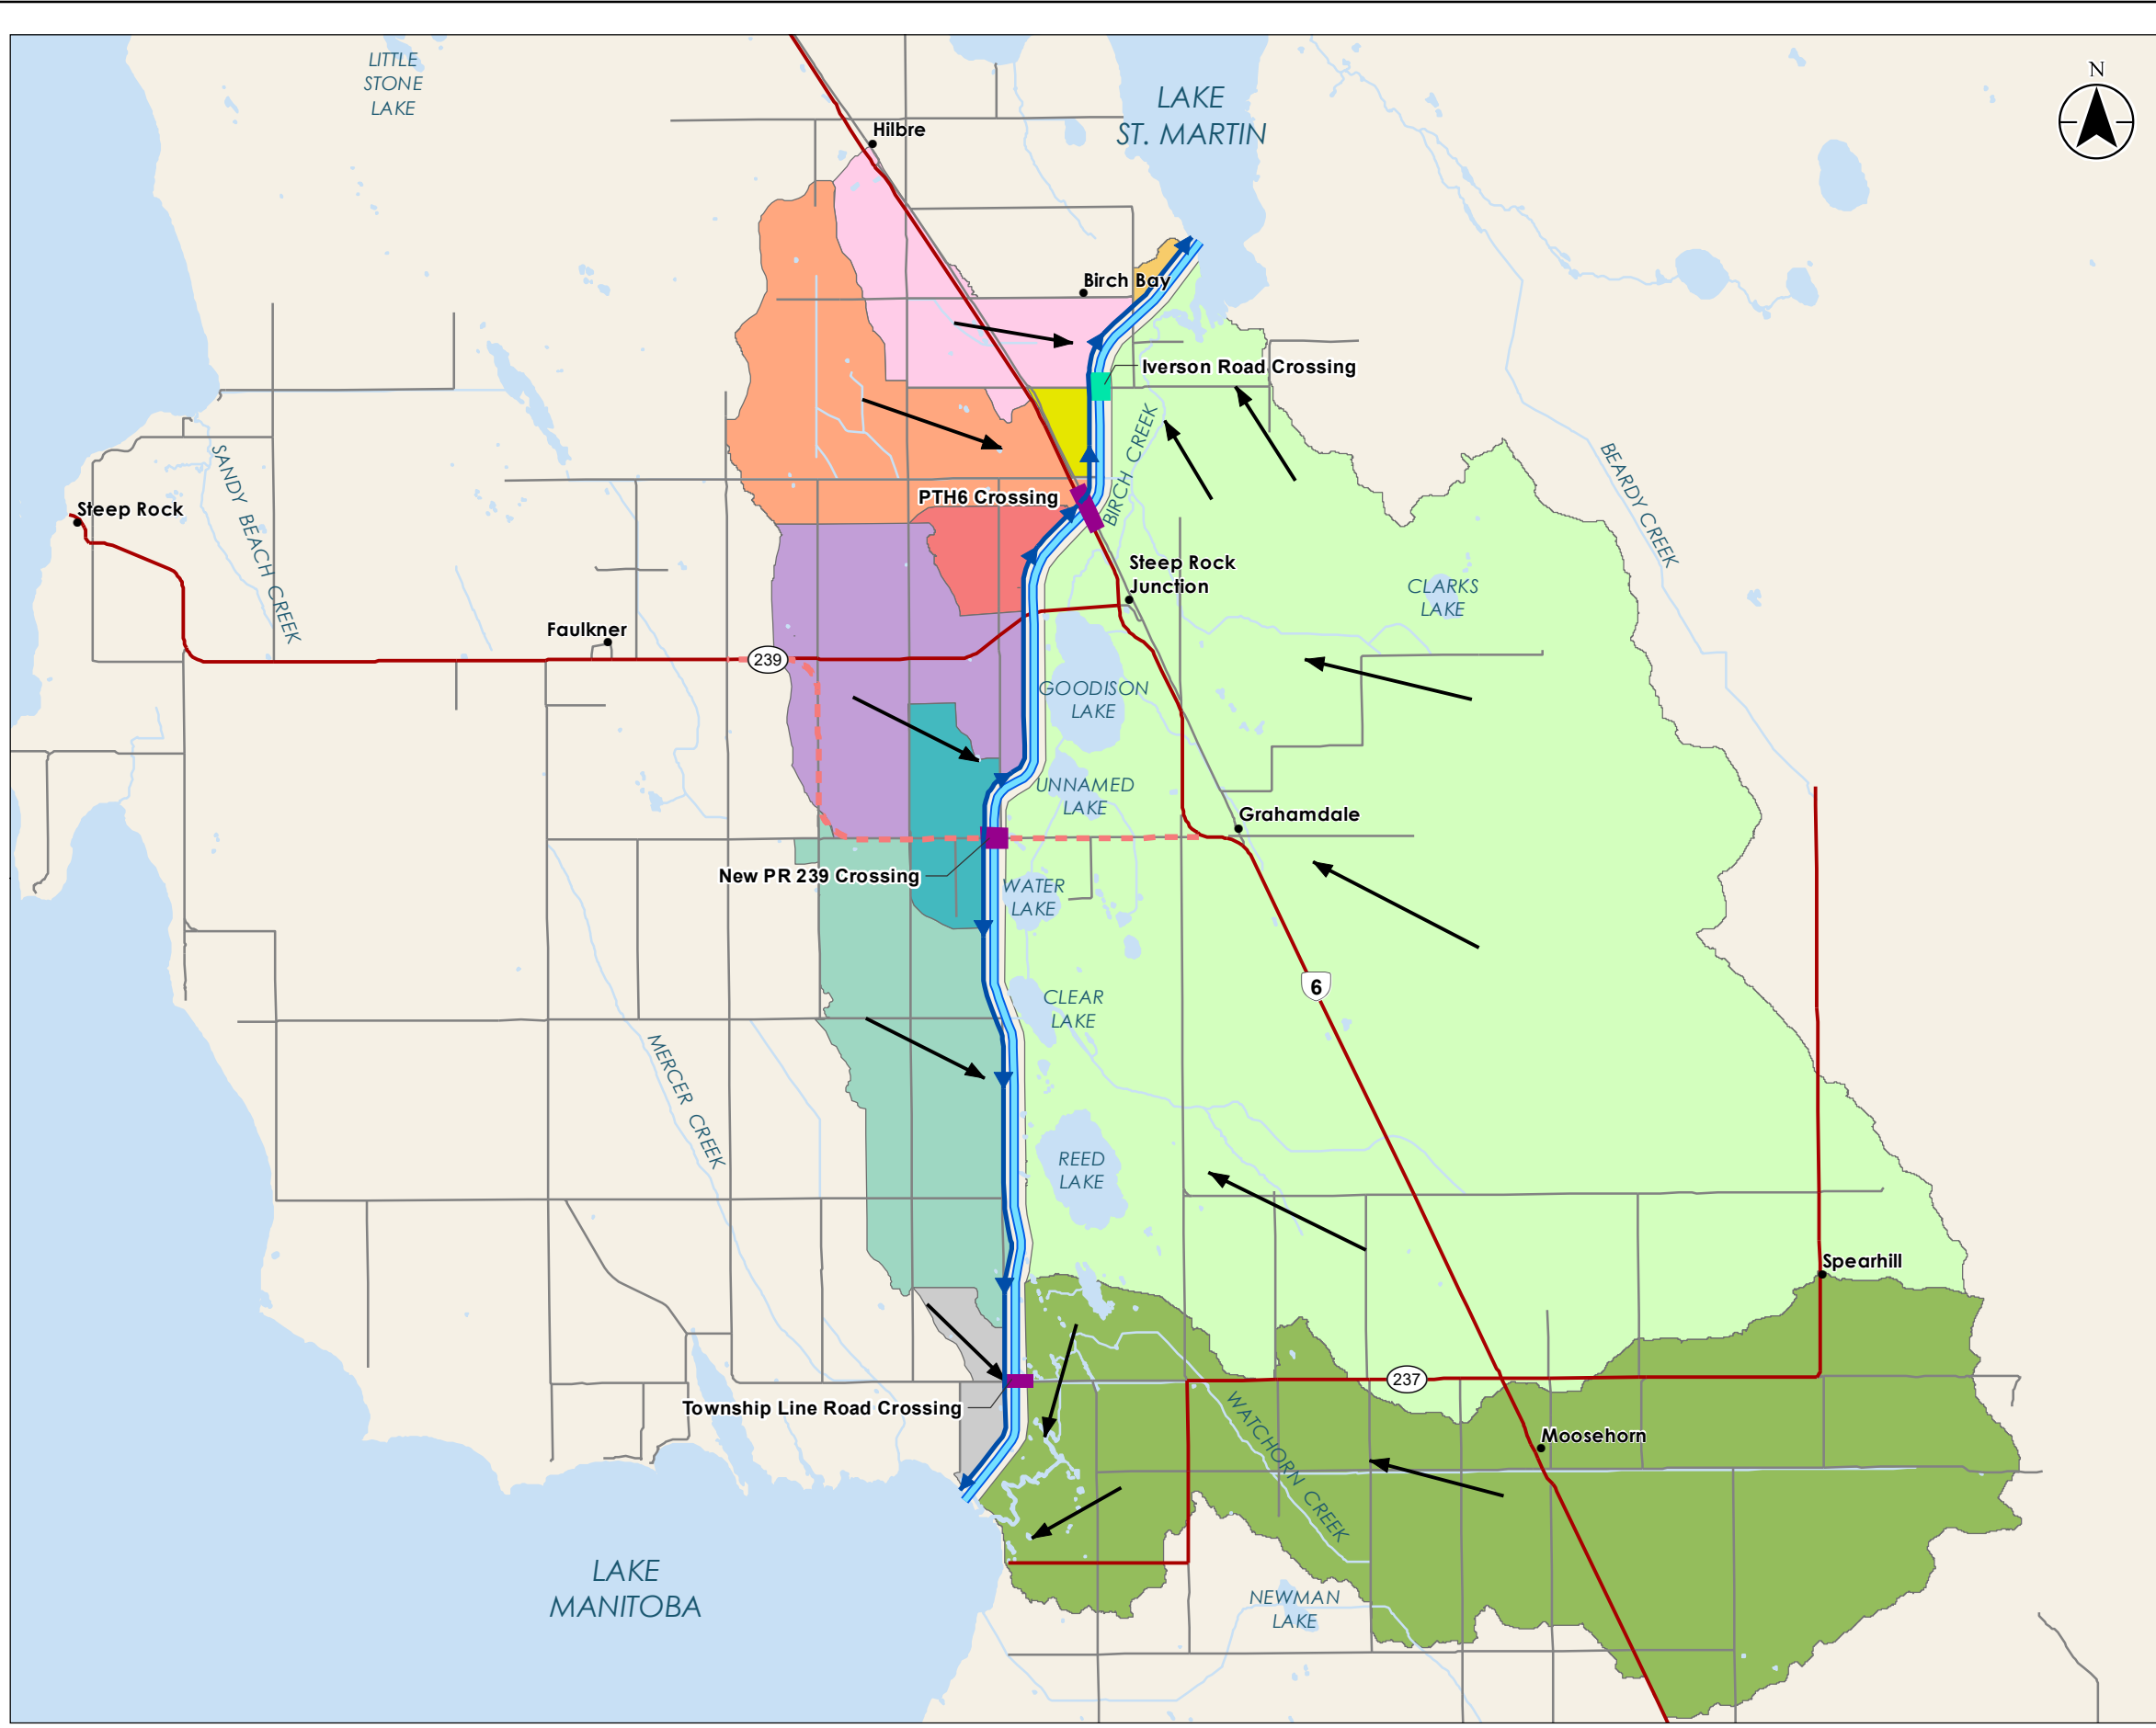 LITTLE
STONE
LAKE
N
LAKE
ST. MARTIN
Hilbre
Birch Bay
Iverson Road Crossing
BIRCH CREEK
SANDY BEACH CREEK
BEARDY CREEK
PTH6 Crossing
Steep Rock
Steep Rock
Junction
CLARKS
LAKE
Faulkner
239
GOODISON
LAKE
UNNAMED
LAKE
Grahamdale
New PR 239 Crossing
WATER
LAKE
6
CLEAR
LAKE
MERCER CREEK
REED
LAKE
Spearhill
237
Township Line Road Crossing
WATCHORN CREEK
Moosehorn
LAKE
MANITOBA
NEWMAN
LAKE